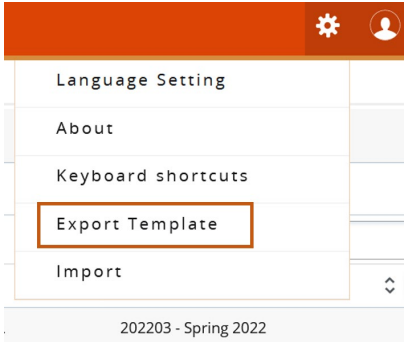 Language Setting
About
Keyboard shortcuts
Export Template
Import
202203 - Spring 2022